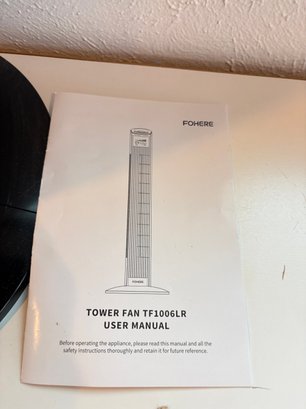 FOHERE
FOHERE
TOWER FAN TF1006LR
USER MANUAL
Before operating the appliance, please read this manual and all the
safety instructions thoroughly and retain it for future reference.